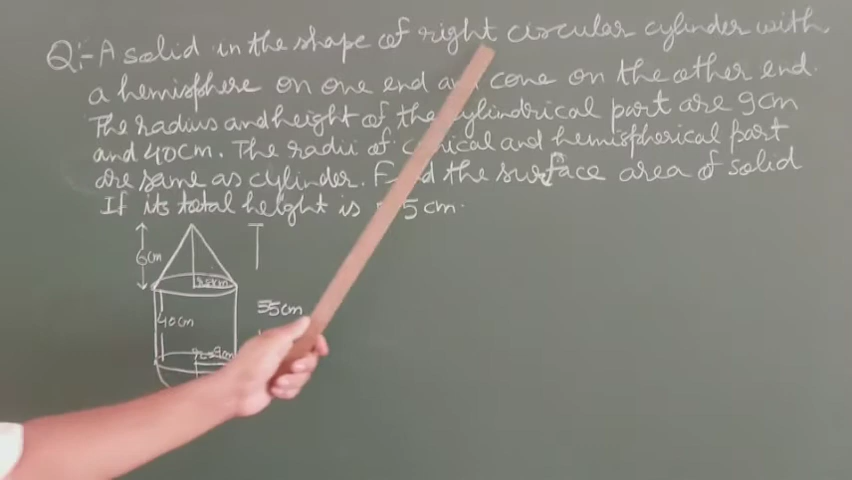 Q:- A solid in the shape of right circular cylinder with
a hemisphere on one end and cone on the other end.
The radius and height of the cylindrical part are 9cm
and 40cm. The radii of conical and hemispherical part
are same as cylinder. Find the surface area of solid
If its total height is 5cm.
6cm
55cm
40cm
r=9cm